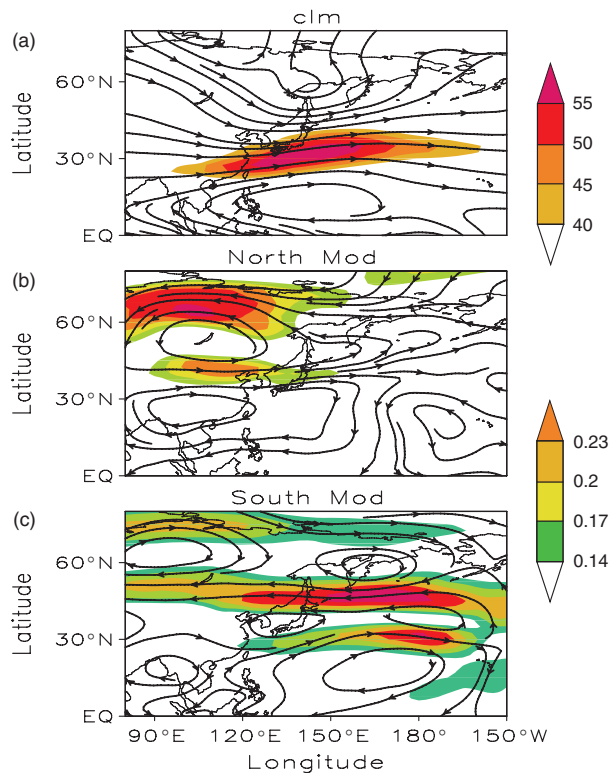 clm
(a)
60°N
30°N
EQ
Latitude
55
50
45
40
North Mod
(b)
60°N
30°N
EQ
Latitude
0.23
0.2
0.17
0.14
South Mod
(c)
60°N
30°N
EQ
Latitude
90°E 120°E 150°E 180° 150°W
Longitude